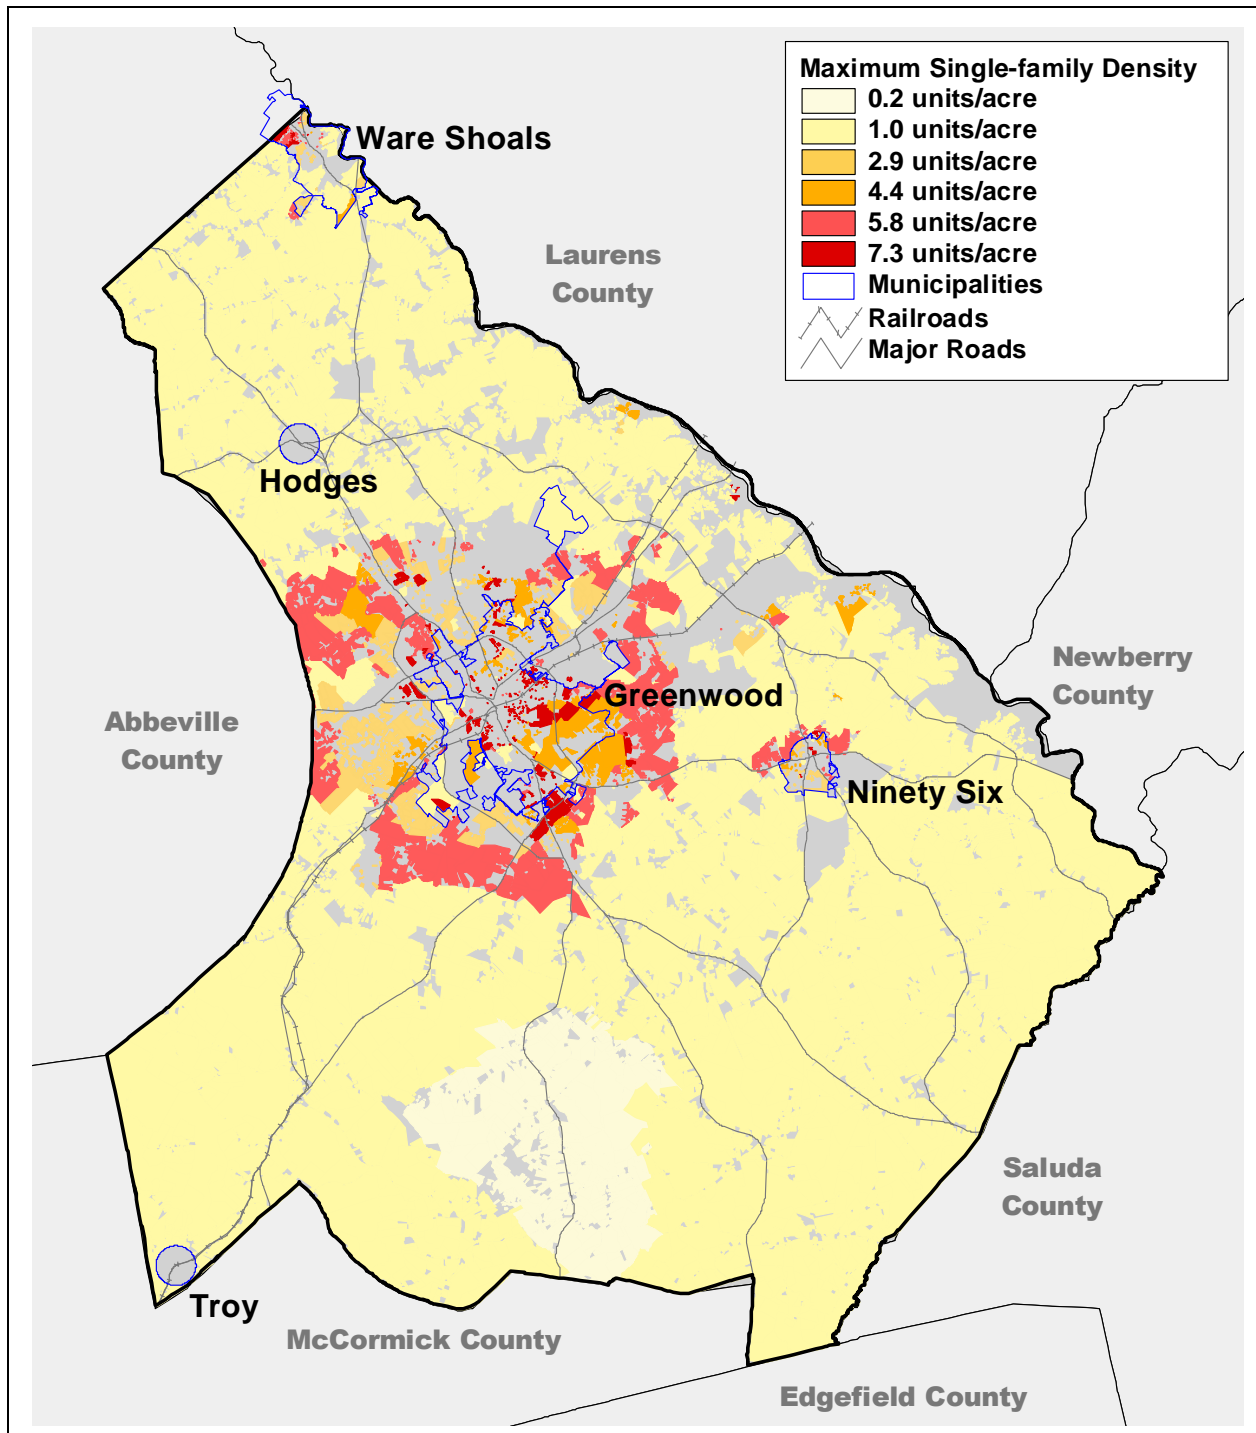 Maximum Single-family Density
0.2 units/acre
1.0 units/acre
2.9 units/acre
4.4 units/acre
5.8 units/acre
7.3 units/acre
Municipalities
Railroads
Major Roads
Ware Shoals
Laurens
County
Hodges
Newberry
County
Greenwood
Abbeville
County
Ninety Six
Saluda
County
Troy
McCormick County
Edgefield County